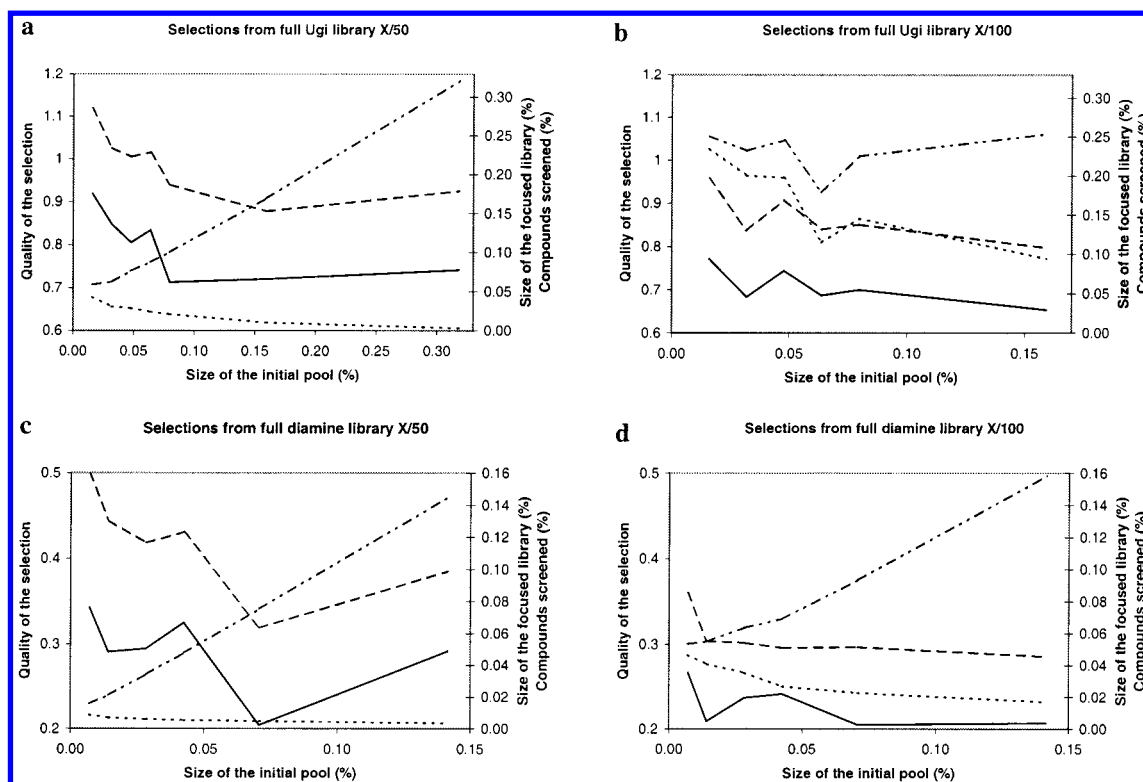 a
Selections from full Ugi library X/50
1.2
1.1
1
0.9
0.8
0.7
0.6
Quality of the selection
0.30
0.25
0.20
0.15
0.10
0.05
0.00
Size of the focused library (%)
Compounds screened (%)
0.00 0.05 0.10 0.15 0.20 0.25 0.30
Size of the initial pool (%)
b
Selections from full Ugi library X/100
1.2
1.1
1
0.9
0.8
0.7
0.6
Quality of the selection
0.30
0.25
0.20
0.15
0.10
0.05
0.00
Size of the focused library (%)
Compounds screened (%)
0.00 0.05 0.10 0.15
Size of the initial pool (%)
c
Selections from full diamine library X/50
0.5
0.4
0.3
0.2
Quality of the selection
0.16
0.14
0.12
0.10
0.08
0.06
0.04
0.02
0.00
Size of the focused library (%)
Compounds screened (%)
0.00 0.05 0.10 0.15
Size of the initial pool (%)
d
Selections from full diamine library X/100
0.5
0.4
0.3
0.2
Quality of the selection
0.16
0.14
0.12
0.10
0.08
0.06
0.04
0.02
0.00
Size of the focused library (%)
Compounds screened (%)
0.00 0.05 0.10 0.15
Size of the initial pool (%)